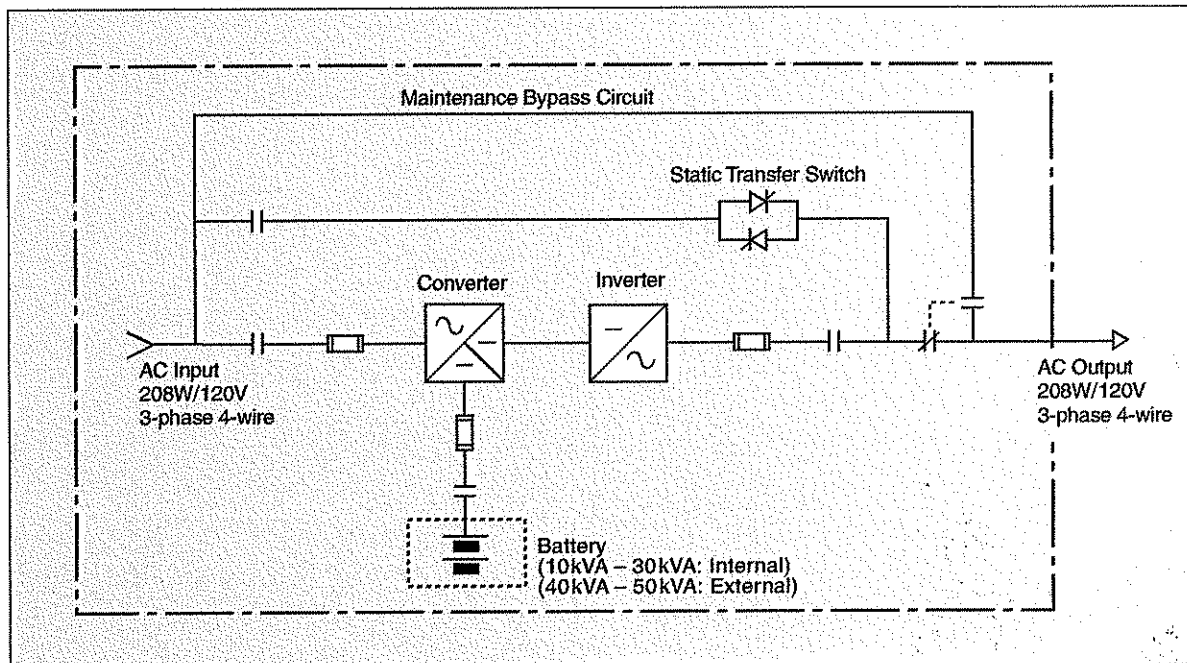 Maintenance Bypass Circuit
Static Transfer Switch
Converter
Inverter
AC Input
208W/120V
3-phase 4-wire
AC Output
208W/120V
3-phase 4-wire
Battery
(10kVA – 30kVA: Internal)
(40kVA – 50kVA: External)